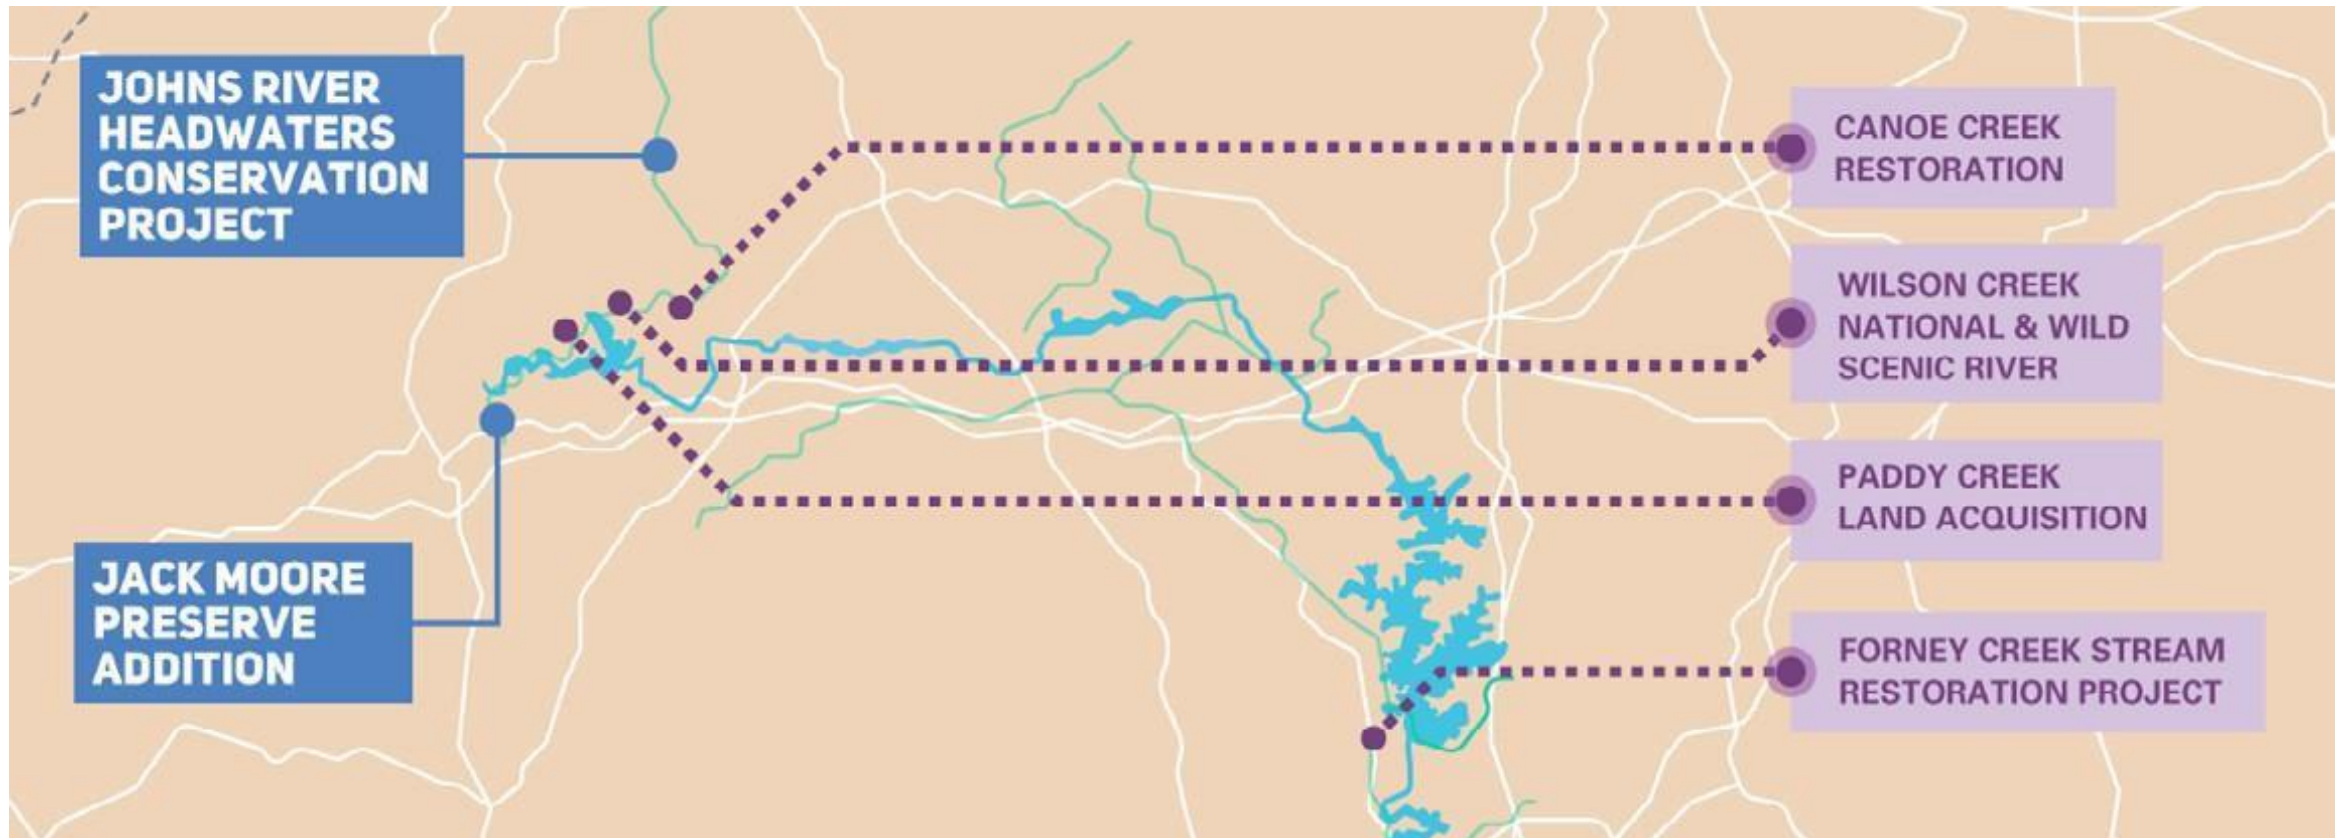 JOHNS RIVER
HEADWATERS
CONSERVATION
PROJECT
JACK MOORE
PRESERVE
ADDITION
CANOE CREEK
RESTORATION
WILSON CREEK
NATIONAL & WILD
SCENIC RIVER
PADDY CREEK
LAND ACQUISITION
FORNEY CREEK STREAM
RESTORATION PROJECT